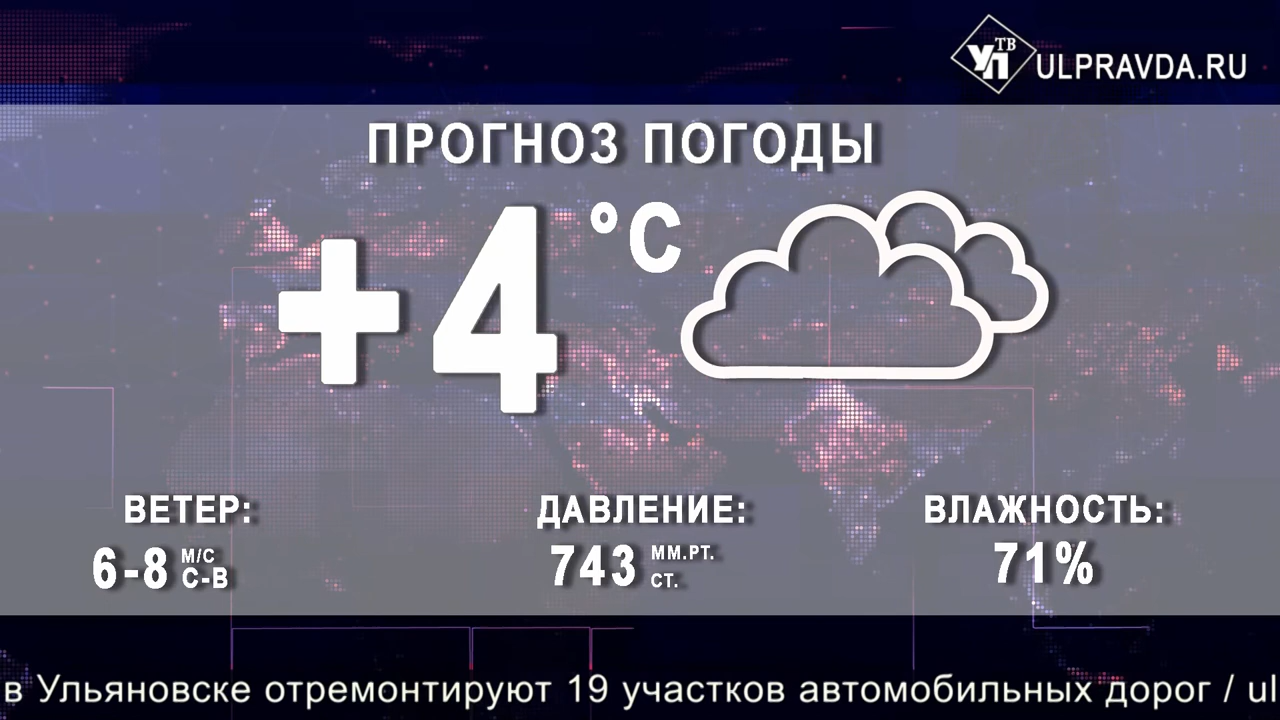 УП ТВ
ULPRAVDA.RU
ПРОГНОЗ ПОГОДЫ
+4 °C
ВЕТЕР:
6-8 М/С
С-В
ДАВЛЕНИЕ:
743 ММ.РТ.
СТ.
ВЛАЖНОСТЬ:
71%
в Ульяновске отремонтируют 19 участков автомобильных дорог / ul